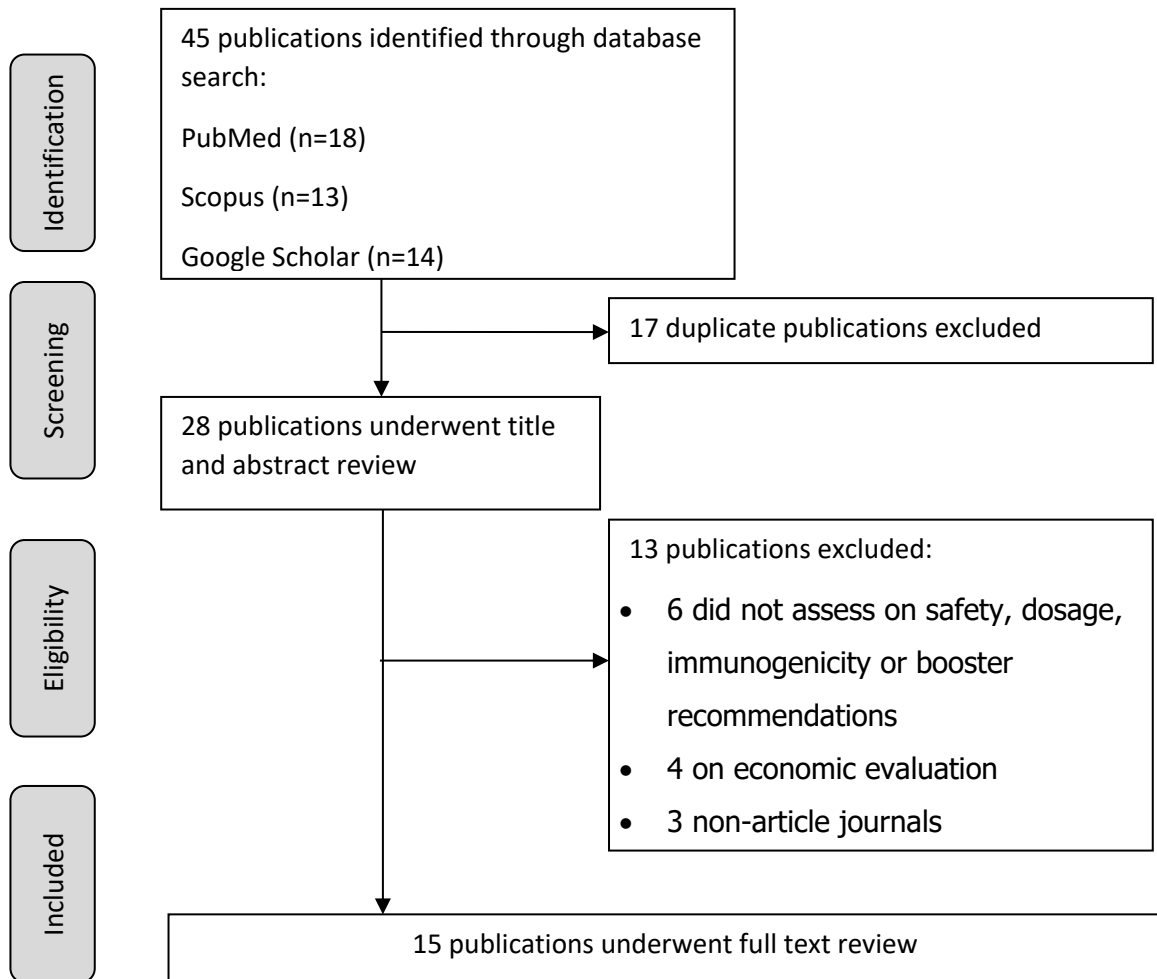 Identification
45 publications identified through database
search:
PubMed (n=18)
Scopus (n=13)
Google Scholar (n=14)
Screening
17 duplicate publications excluded
28 publications underwent title
and abstract review
Eligibility
13 publications excluded:
• 6 did not assess on safety, dosage,
immunogenicity or booster
recommendations
• 4 on economic evaluation
• 3 non-article journals
Included
15 publications underwent full text review